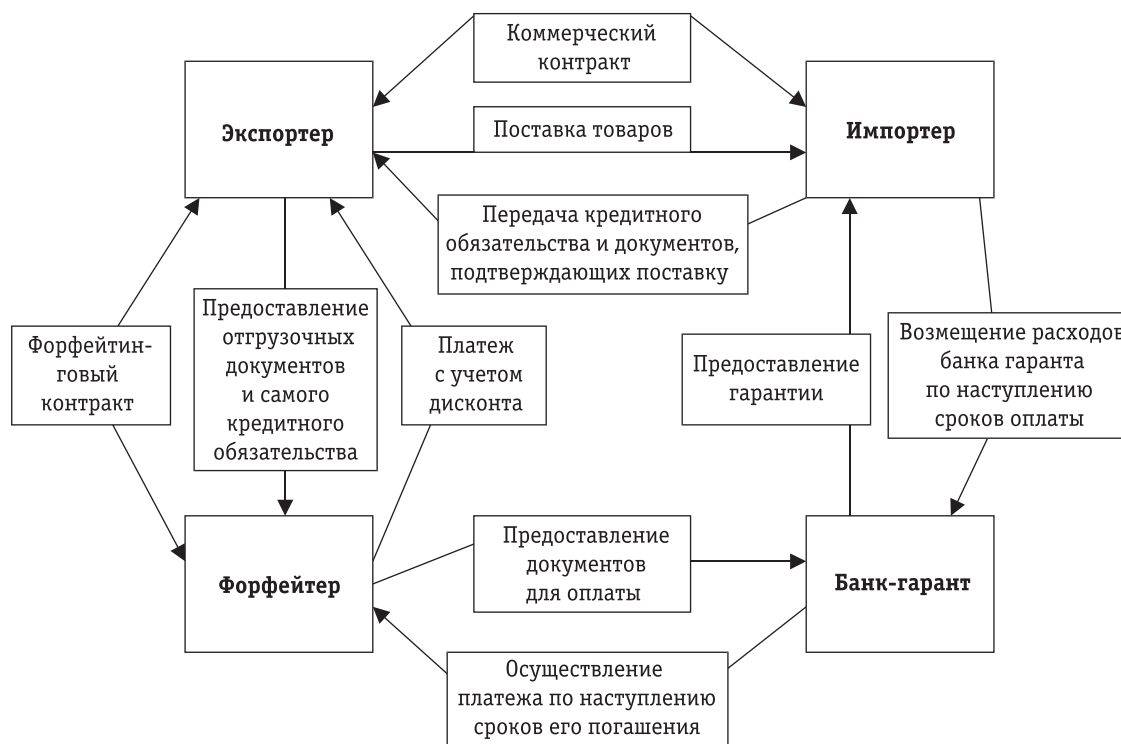 Коммерческий
контракт
Экспортер
Поставка товаров
Импортер
Передача кредитного
обязательства и документов,
подтверждающих поставку
Форфейтин-
говый
контракт
Предоставление
отгрузочных
документов
и самого
кредитного
обязательства
Платеж
с учетом
дисконта
Предоставление
гарантии
Возмещение расходов
банка гаранта
по наступлению
сроков оплаты
Форфейтер
Предоставление
документов
для оплаты
Банк-гарант
Осуществление
платежа по наступлению
сроков его погашения